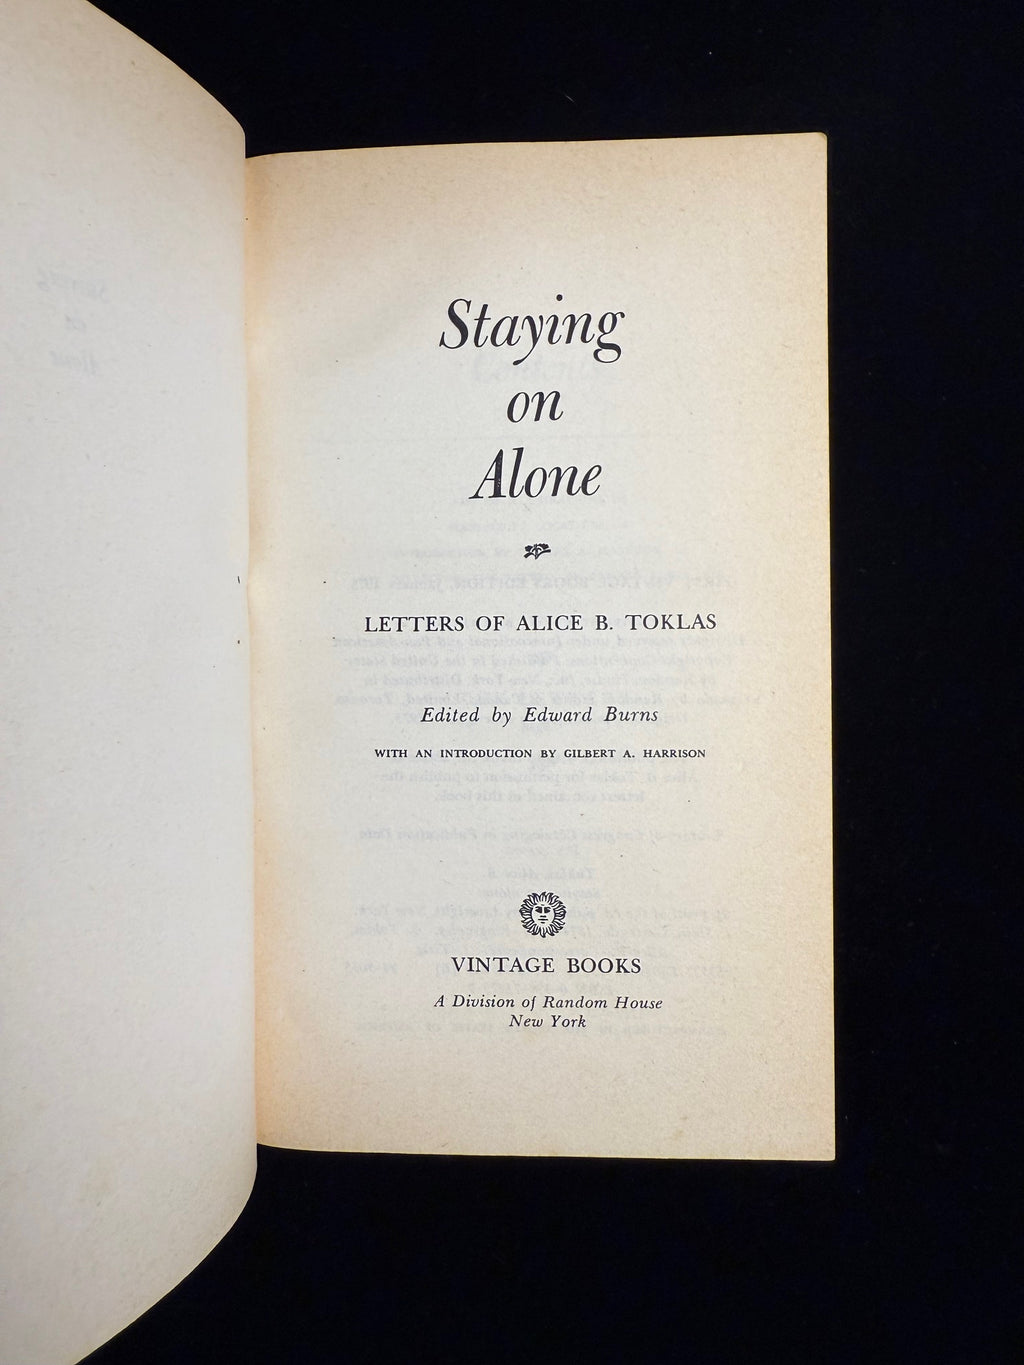 Staying
on
Alone
LETTERS OF ALICE B. TOKLAS
Edited by Edward Burns
WITH AN INTRODUCTION BY GILBERT A. HARRISON
VINTAGE BOOKS
A Division of Random House
New York